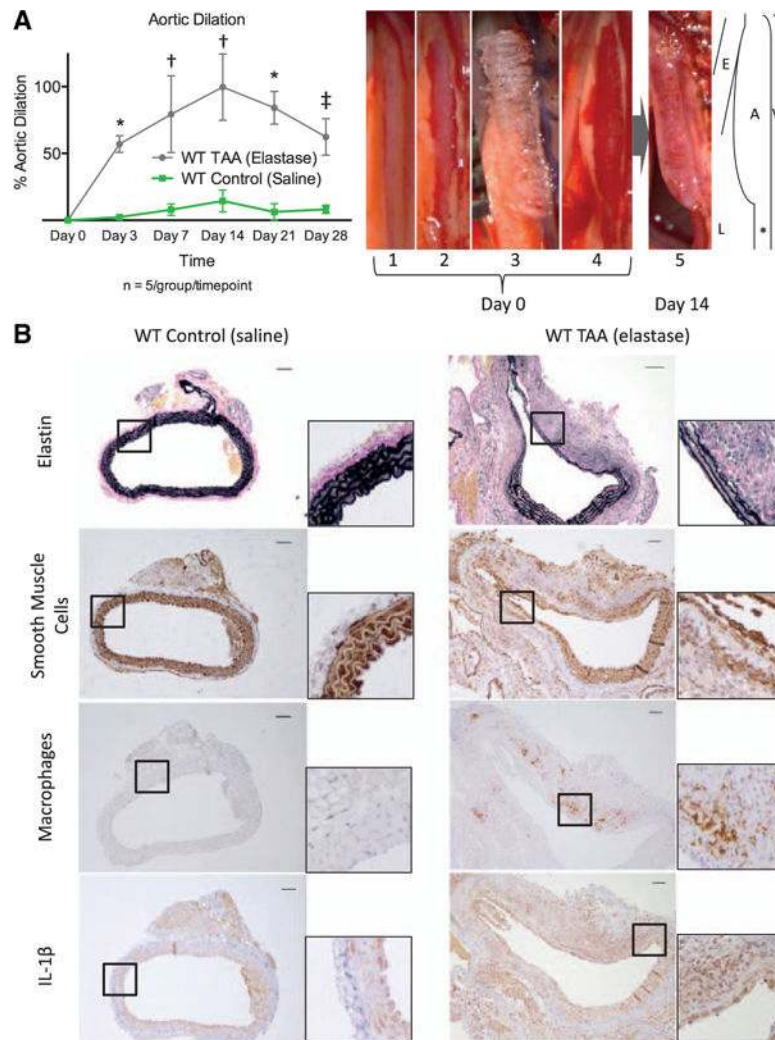 A
Aortic Dilation
% Aortic Dilation
100
50
†
†
*
*
‡
WT TAA (Elastase)
WT Control (Saline)
Day 0 Day 3 Day 7 Day 14 Day 21 Day 28
Time
n = 5/group/timepoint
1 2 3 4 5
Day 0 Day 14
E
A
L
*
B
WT Control (saline) WT TAA (elastase)
Elastin
Smooth Muscle
Cells
Macrophages
IL-1β